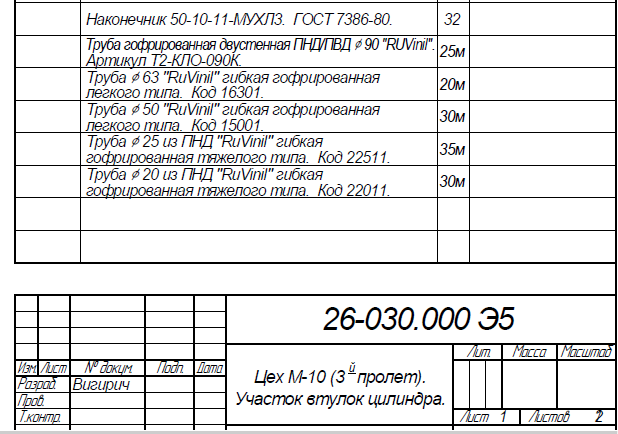 Наконечник 50-10-11-МУХЛ3. ГОСТ 7386-80. 32
Труба гофрированная двустенная ПНД/ПВД ⌀ 90 "RUVinil".
Артикул Т2-КЛО-090К. 25м
Труба ⌀ 63 "RuVinil" гибкая гофрированная
легкого типа. Код 16301. 20м
Труба ⌀ 50 "RuVinil" гибкая гофрированная
легкого типа. Код 15001. 30м
Труба ⌀ 25 из ПНД "RuVinil" гибкая
гофрированная тяжелого типа. Код 22511. 35м
Труба ⌀ 20 из ПНД "RuVinil" гибкая
гофрированная тяжелого типа. Код 22011. 30м
26-030.000 Э5
Изм. Лист № докум. Подп. Дата
Разраб. Вигирич
Пров.
Т.контр.
Цех М-10 (3 й пролет).
Участок втулок цилиндра.
Лит. Масса Масштаб
Лист 1 Листов 2